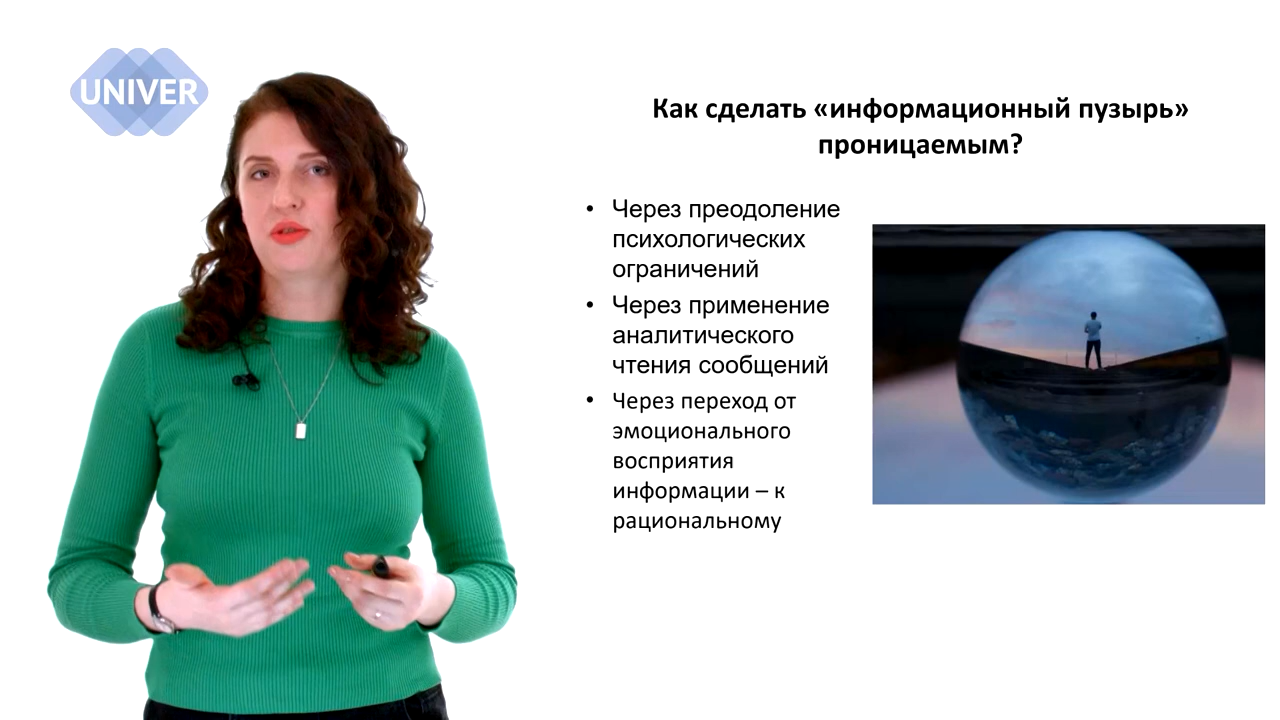 UNIVER
Как сделать «информационный пузырь»
проницаемым?
• Через преодоление
психологических
ограничений
• Через применение
аналитического
чтения сообщений
• Через переход от
эмоционального
восприятия
информации – к
рациональному